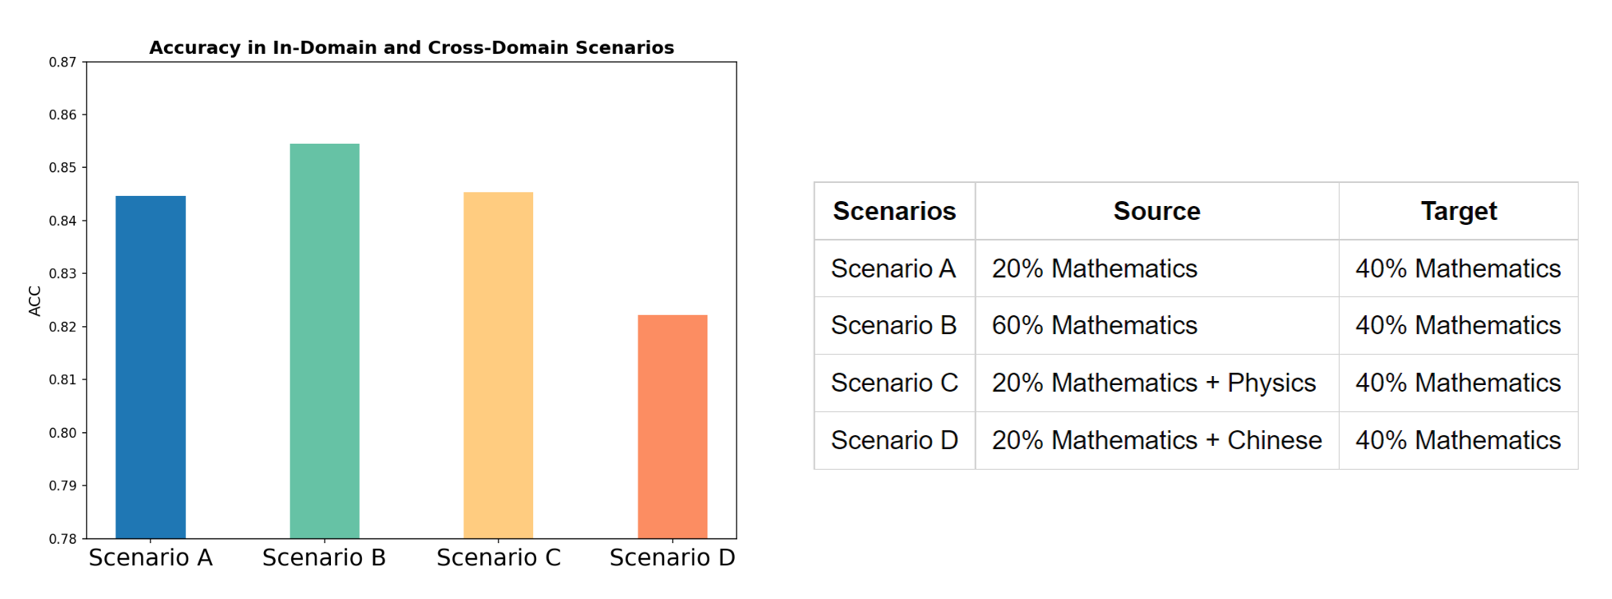 Accuracy in In-Domain and Cross-Domain Scenarios
0.87
0.86
0.85
0.84
0.83
0.82
0.81
0.80
0.79
0.78
ACC
Scenario A Scenario B Scenario C Scenario D
Scenarios Source Target
Scenario A 20% Mathematics 40% Mathematics
Scenario B 60% Mathematics 40% Mathematics
Scenario C 20% Mathematics + Physics 40% Mathematics
Scenario D 20% Mathematics + Chinese 40% Mathematics